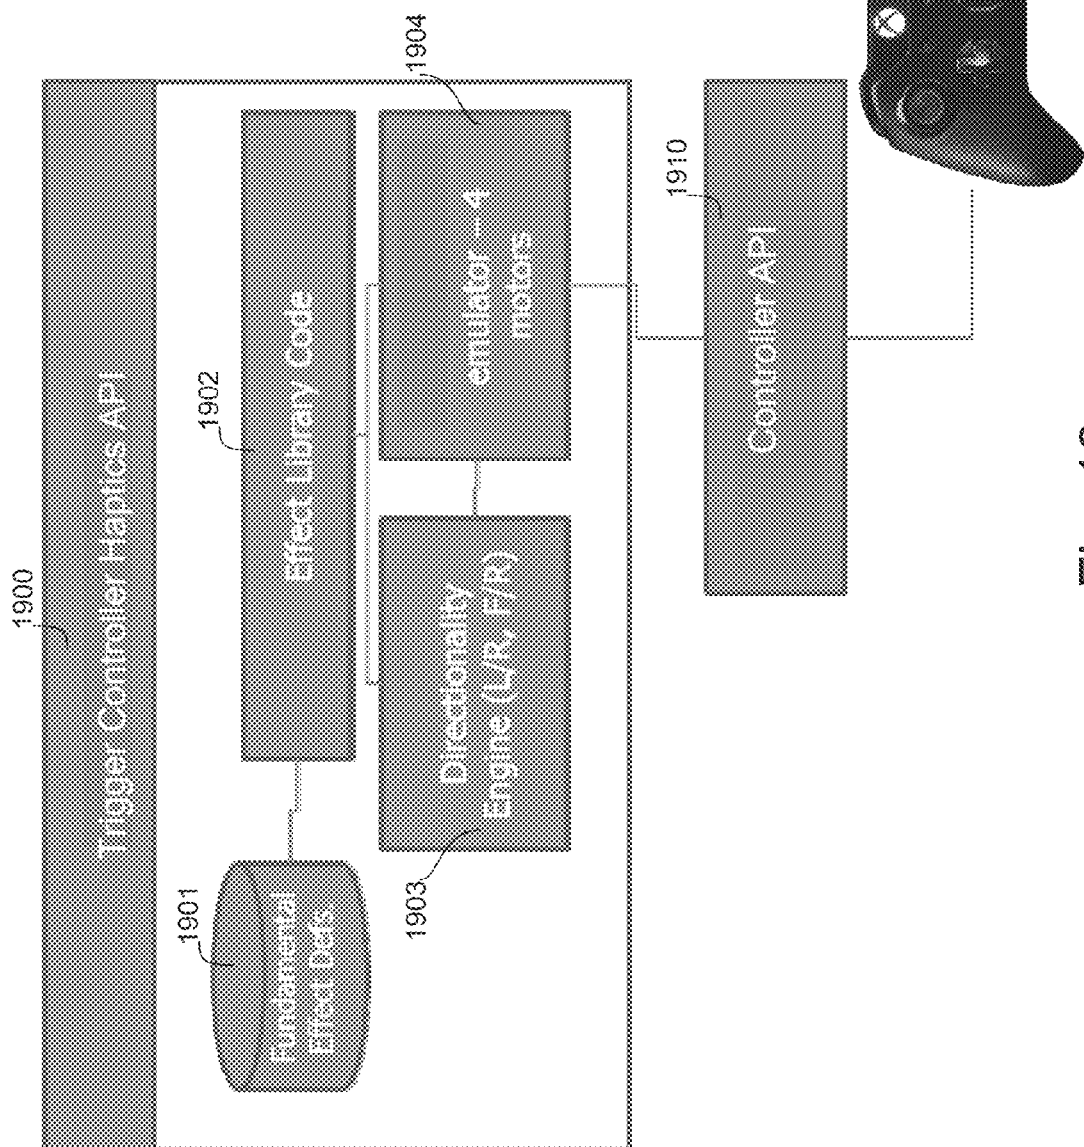 1900
Trigger Controller Haptics API
1901
Fundamental
Effect Defs.
1902
Effect Library Code
1903
Directionality
Engine (L/R, F/R)
1904
emulator — 4
motors
1910
Controller API